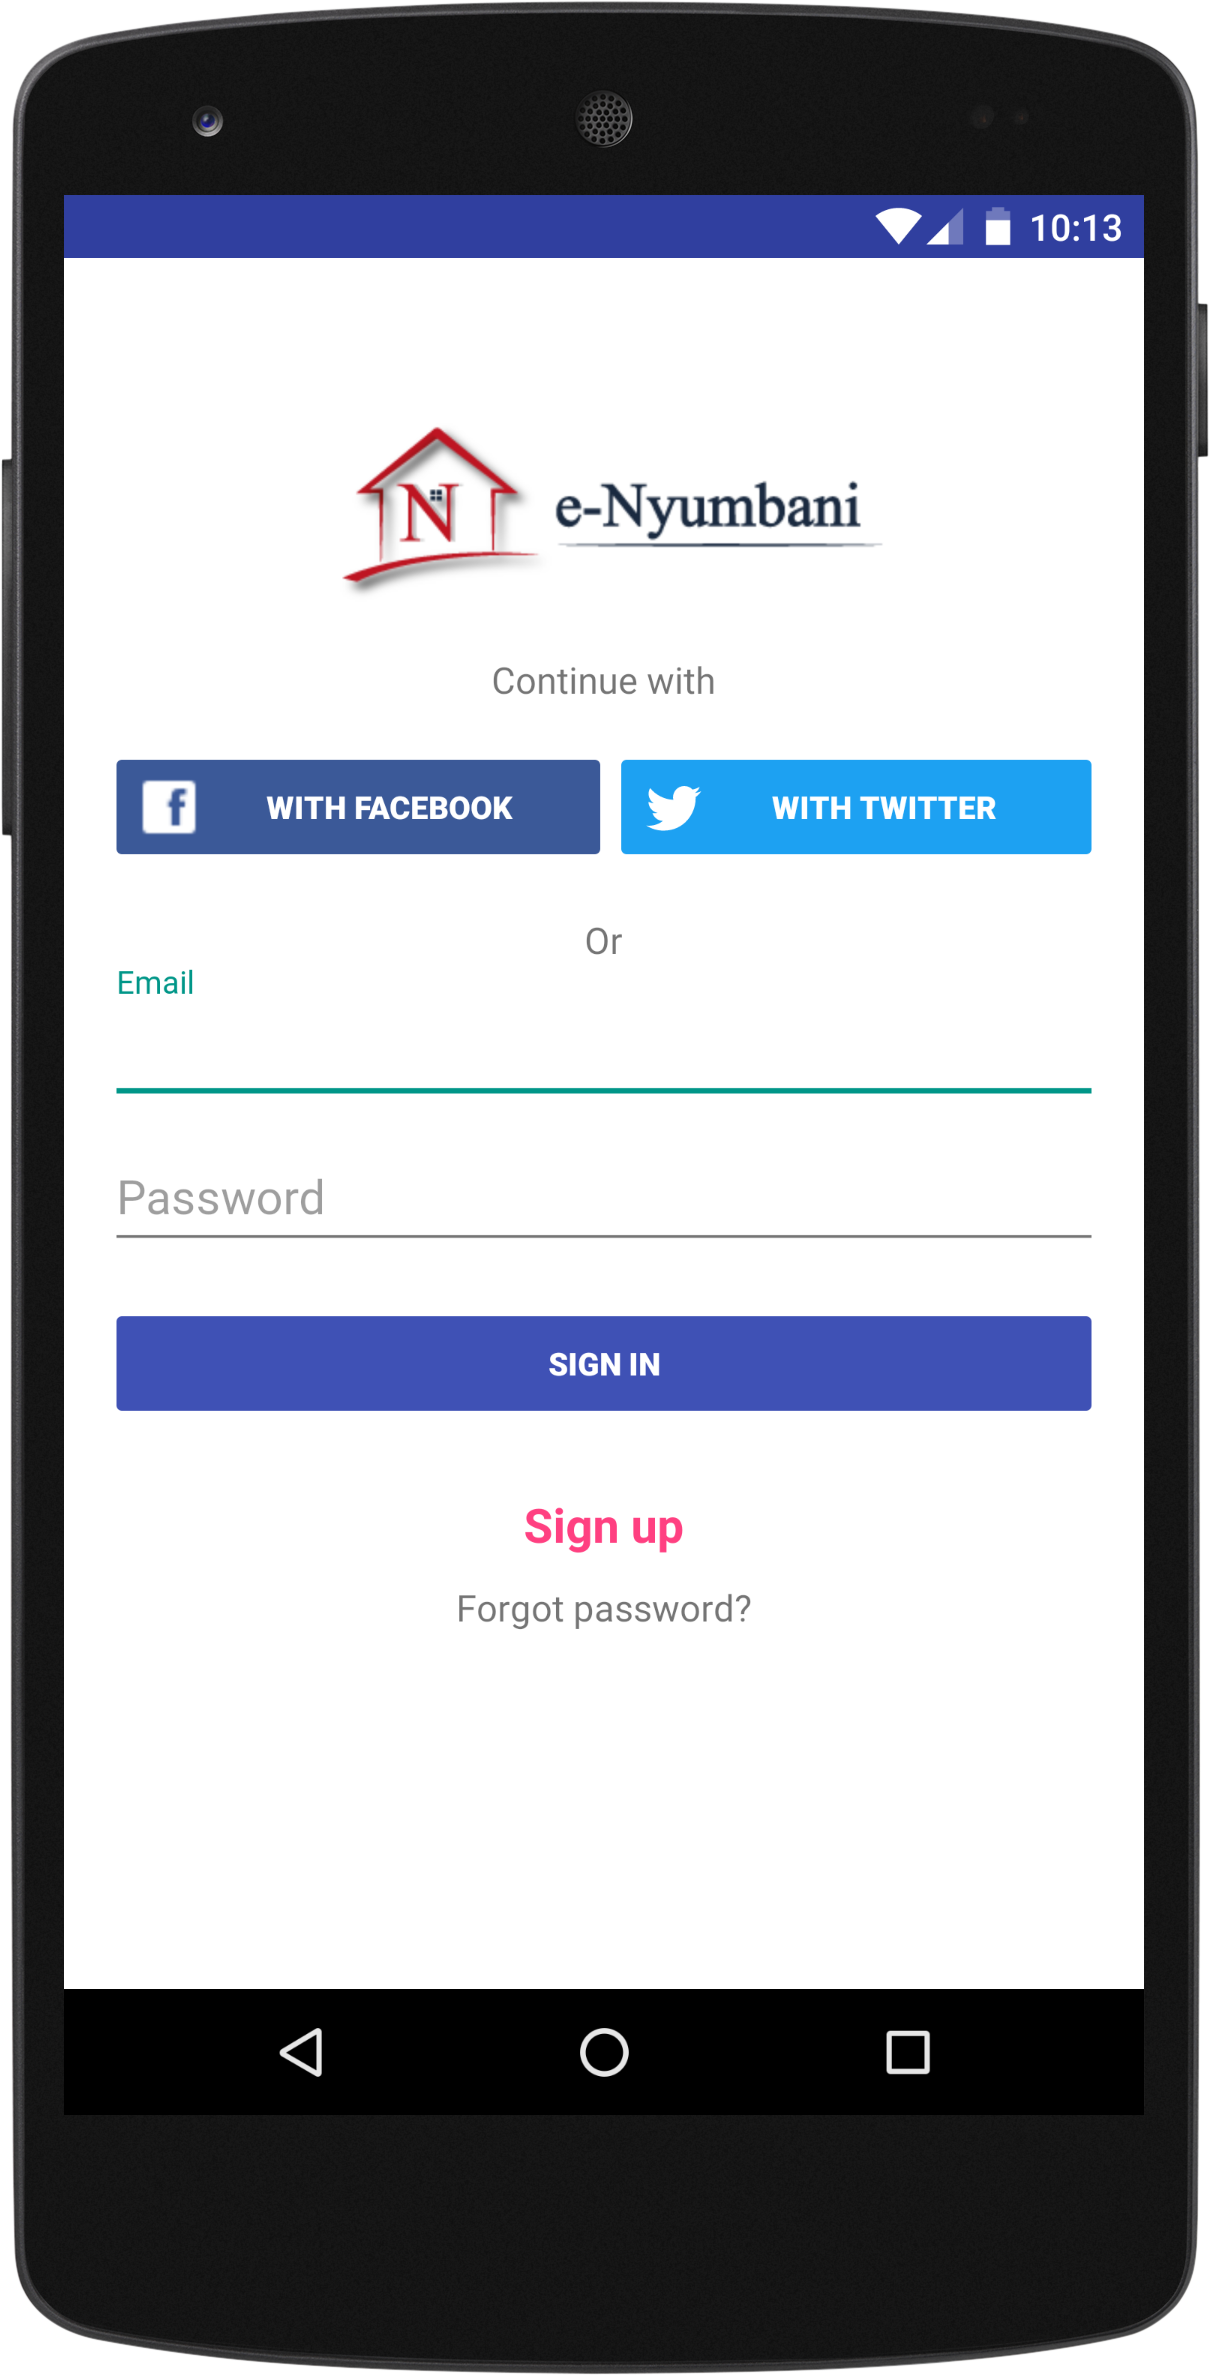 10:13
N
e-Nyumbani
Continue with
f WITH FACEBOOK
WITH TWITTER
Or
Email
Password
SIGN IN
Sign up
Forgot password?